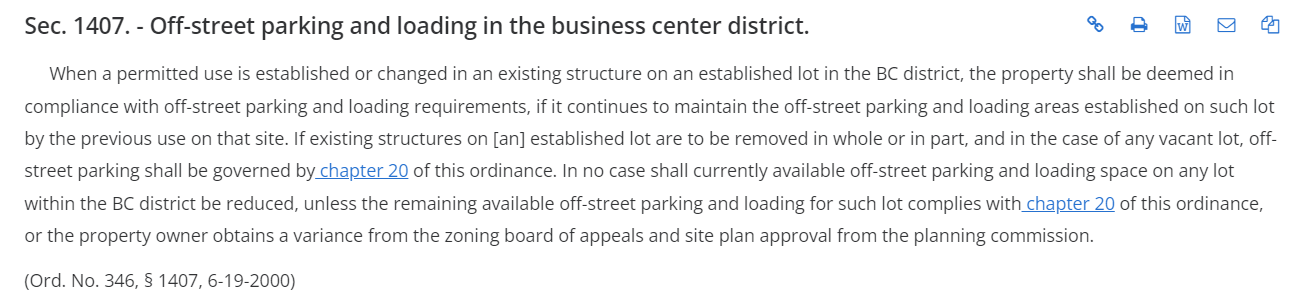 Sec. 1407. - Off-street parking and loading in the business center district.
When a permitted use is established or changed in an existing structure on an established lot in the BC district, the property shall be deemed in
compliance with off-street parking and loading requirements, if it continues to maintain the off-street parking and loading areas established on such lot
by the previous use on that site. If existing structures on [an] established lot are to be removed in whole or in part, and in the case of any vacant lot, off-
street parking shall be governed by chapter 20 of this ordinance. In no case shall currently available off-street parking and loading space on any lot
within the BC district be reduced, unless the remaining available off-street parking and loading for such lot complies with chapter 20 of this ordinance,
or the property owner obtains a variance from the zoning board of appeals and site plan approval from the planning commission.
(Ord. No. 346, § 1407, 6-19-2000)